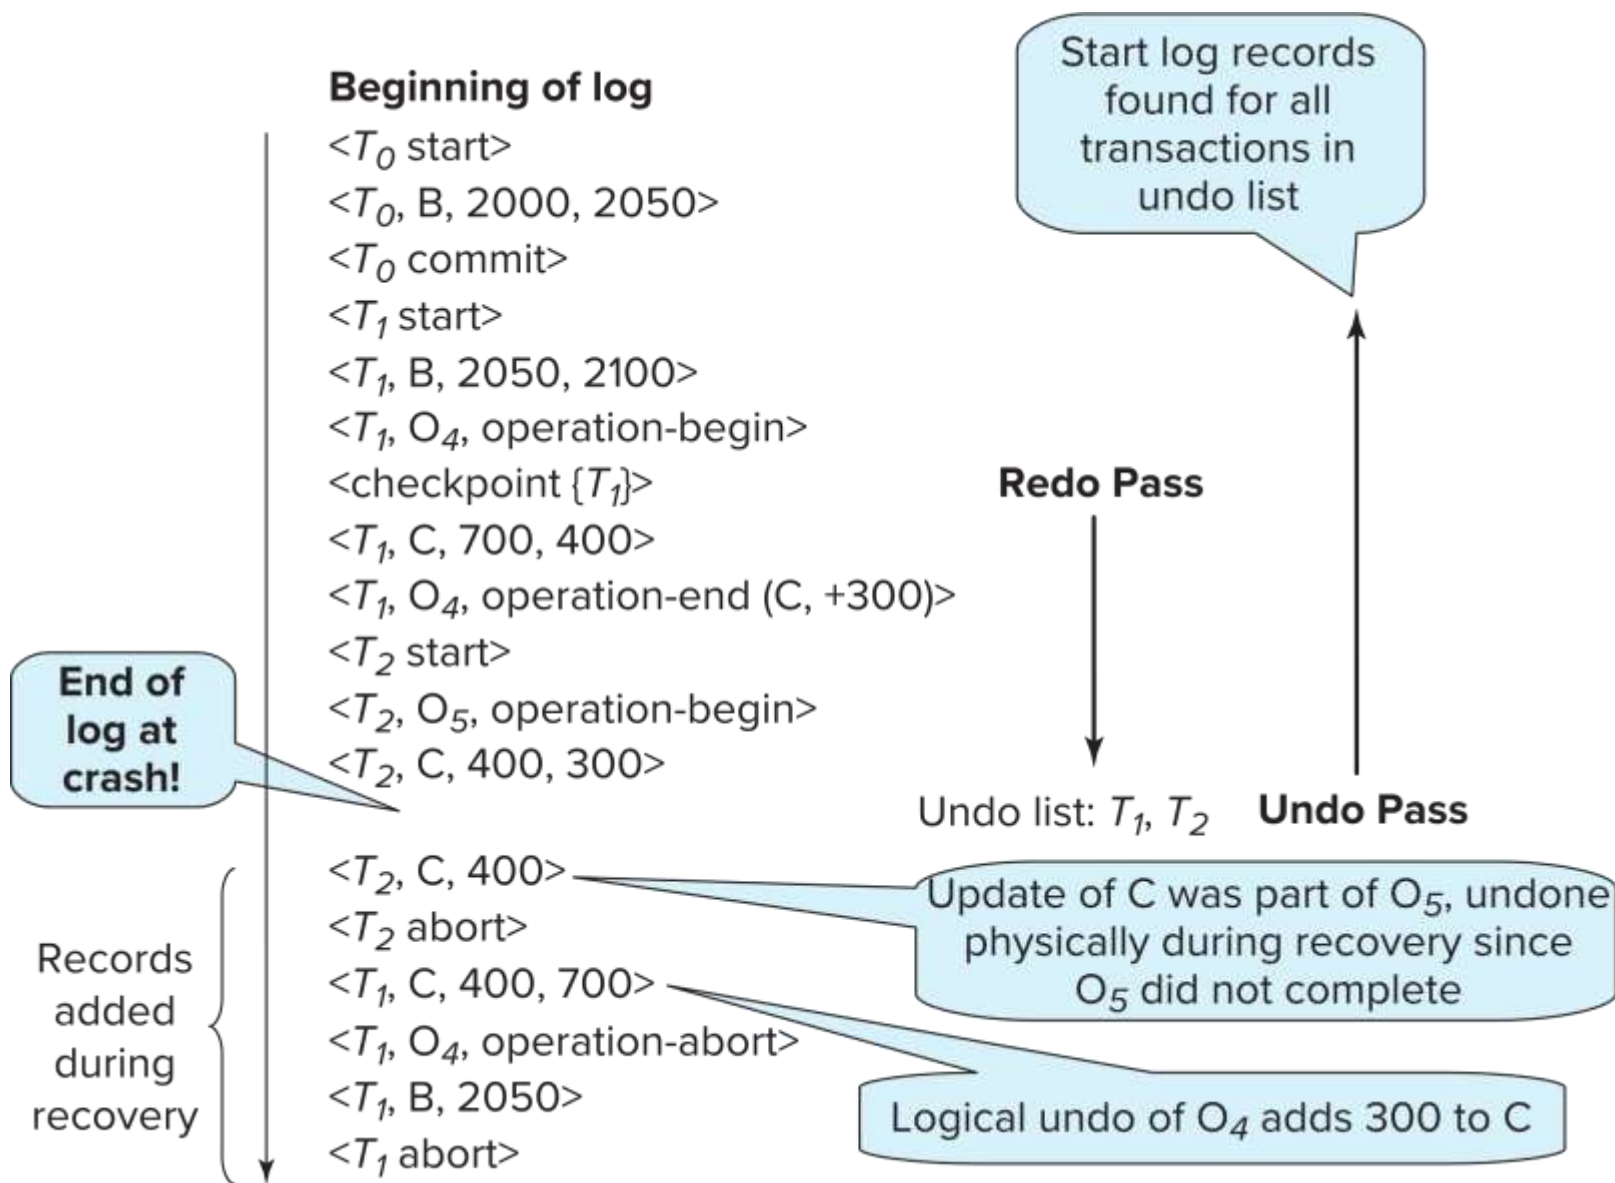 Beginning of log
<T0 start>
<T0, B, 2000, 2050>
<T0 commit>
<T1 start>
<T1, B, 2050, 2100>
<T1, O4, operation-begin>
<checkpoint {T1}>
<T1, C, 700, 400>
<T1, O4, operation-end (C, +300)>
<T2 start>
<T2, O5, operation-begin>
<T2, C, 400, 300>
End of
log at
crash!
Start log records
found for all
transactions in
undo list
Redo Pass
Undo list: T1, T2
Undo Pass
Records
added
during
recovery
<T2, C, 400>
<T2 abort>
<T1, C, 400, 700>
<T1, O4, operation-abort>
<T1, B, 2050>
<T1 abort>
Update of C was part of O5, undone
physically during recovery since
O5 did not complete
Logical undo of O4 adds 300 to C